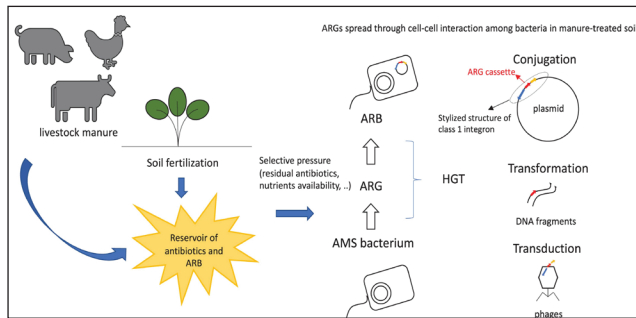 ARGs spread through cell-cell interaction among bacteria in manure-treated soi
livestock manure
Soil fertilization
Reservoir of
antibiotics and
ARB
Selective pressure
(residual antibiotics,
nutrients availability, ..)
ARB
ARG
AMS bacterium
HGT
Conjugation
ARG cassette
plasmid
Stylized structure of
class 1 integron
Transformation
DNA fragments
Transduction
phages